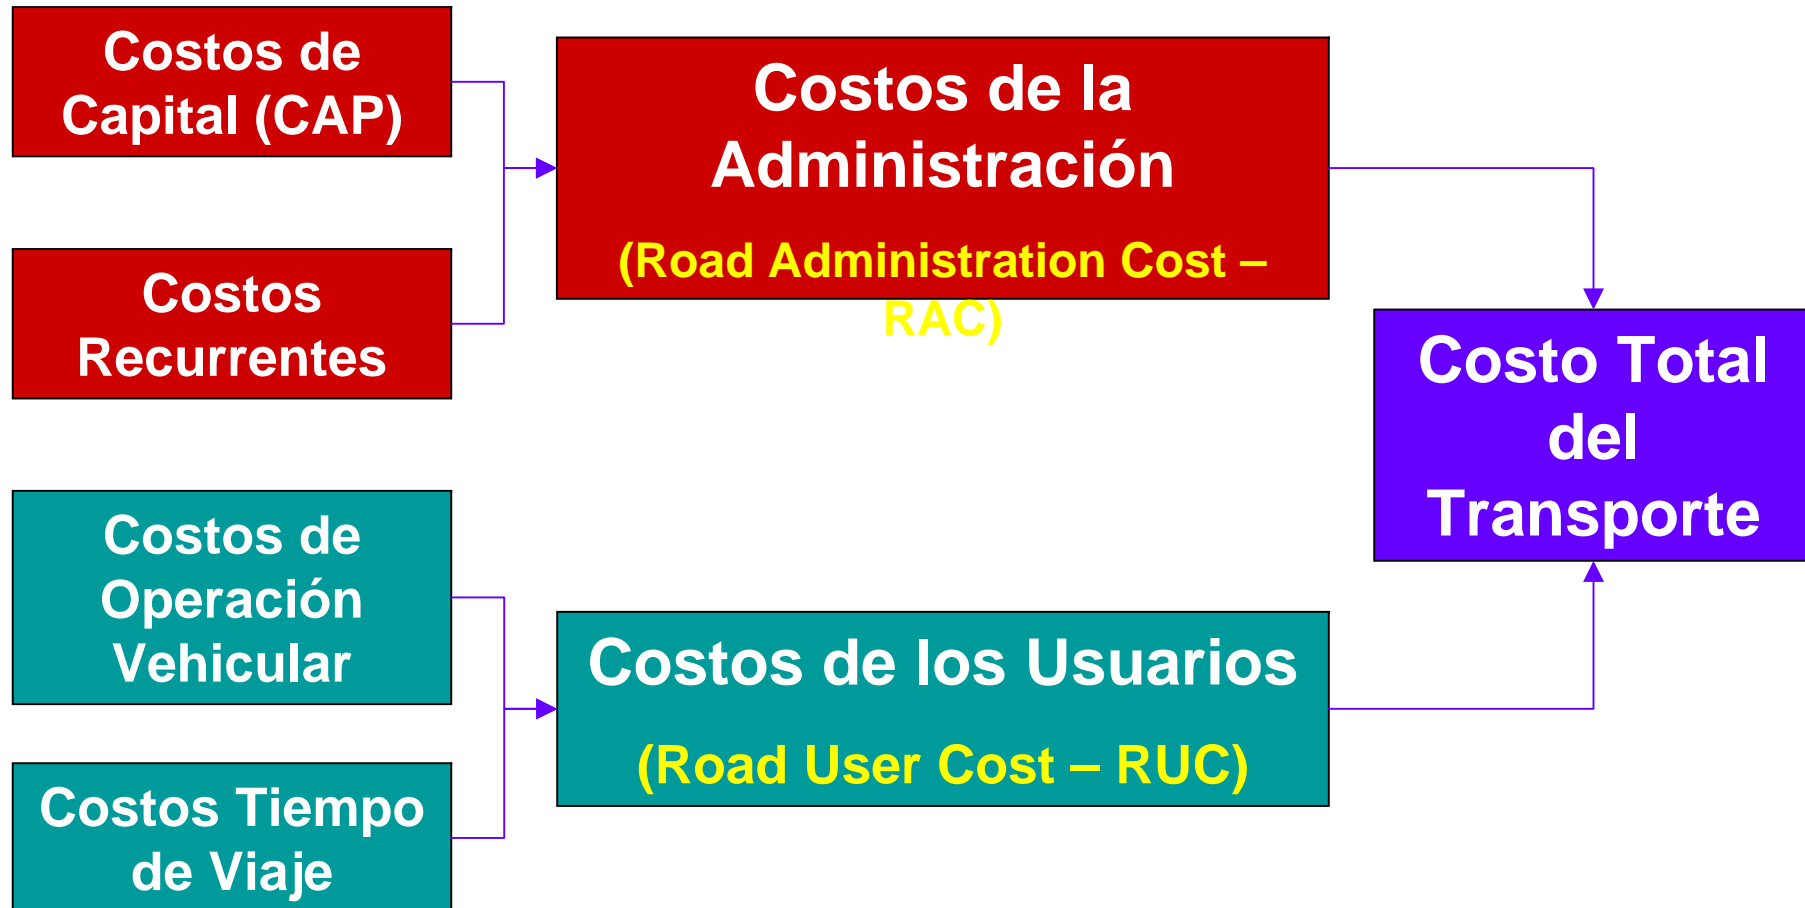 Costos de
Capital (CAP)
Costos
Recurrentes
Costos de la
Administración
(Road Administration Cost –
RAC)
Costo Total
del
Transporte
Costos de
Operación
Vehicular
Costos Tiempo
de Viaje
Costos de los Usuarios
(Road User Cost – RUC)